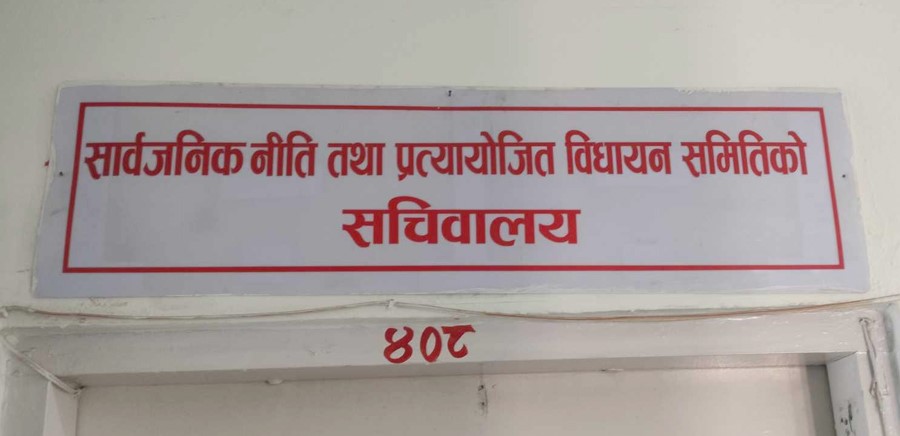 सार्वजनिक नीति तथा प्रत्यायोजित विधायन समितिको
सचिवालय
४०८